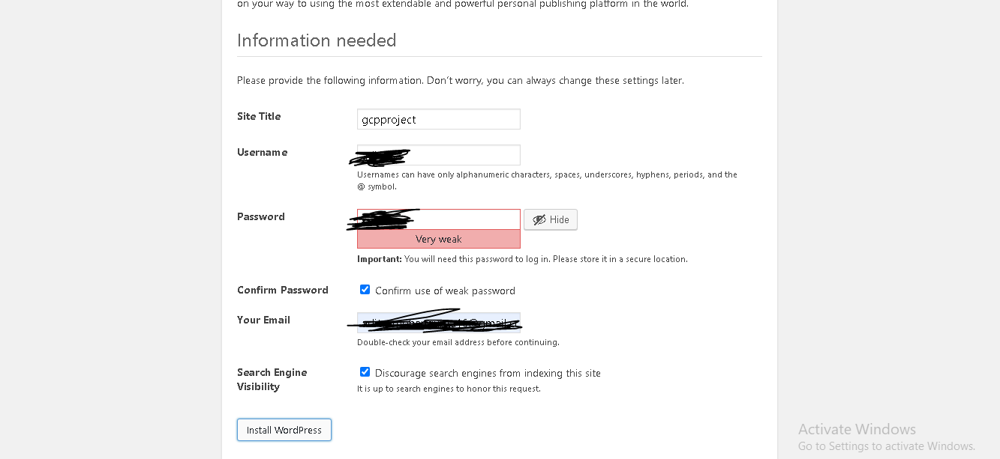 on your way to using the most extendable and powerful personal publishing platform in the world.
Information needed
Please provide the following information. Don't worry, you can always change these settings later.
Site Title
gcpproject
Username
Usernames can have only alphanumeric characters, spaces, underscores, hyphens, periods, and the
@ symbol.
Password
Hide
Very weak
Important: You will need this password to log in. Please store it in a secure location.
Confirm Password
Confirm use of weak password
Your Email
Double-check your email address before continuing.
Search Engine
Visibility
Discourage search engines from indexing this site
It is up to search engines to honor this request.
Install WordPress
Activate Windows
Go to Settings to activate Windows.